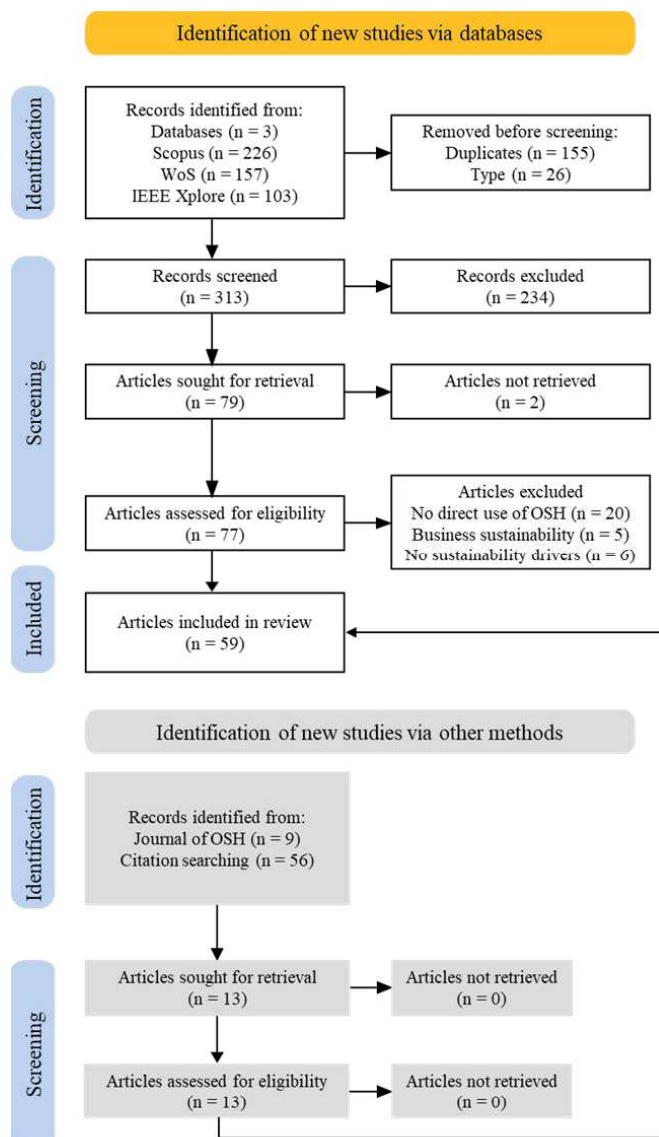 Identification of new studies via databases
Identification
Records identified from:
Databases (n = 3)
Scopus (n = 226)
WoS (n = 157)
IEEE Xplore (n = 103)
Removed before screening:
Duplicates (n = 155)
Type (n = 26)
Screening
Records screened
(n = 313)
Records excluded
(n = 234)
Articles sought for retrieval
(n = 79)
Articles not retrieved
(n = 2)
Articles assessed for eligibility
(n = 77)
Articles excluded
No direct use of OSH (n = 20)
Business sustainability (n = 5)
No sustainability drivers (n = 6)
Included
Articles included in review
(n = 59)
Identification of new studies via other methods
Identification
Records identified from:
Journal of OSH (n = 9)
Citation searching (n = 56)
Screening
Articles sought for retrieval
(n = 13)
Articles not retrieved
(n = 0)
Articles assessed for eligibility
(n = 13)
Articles not retrieved
(n = 0)